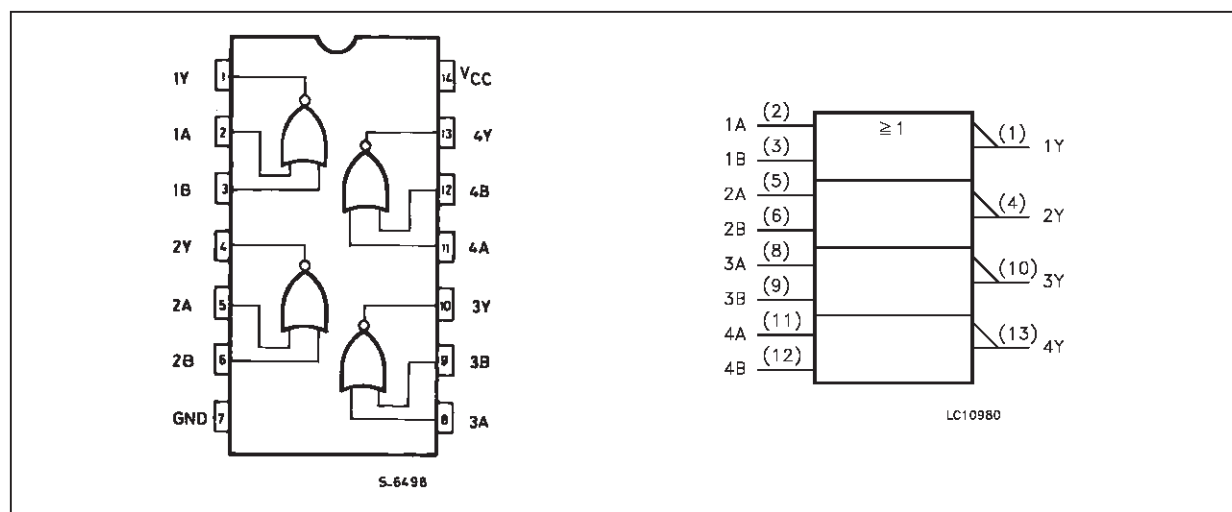 1Y 1 14 VCC
1A 2 13 4Y
1B 3 12 4B
2Y 4 11 4A
2A 5 10 3Y
2B 6 9 3B
GND 7 8 3A
S-6498
≥1
1A (2) (1) 1Y
1B (3)
2A (5) (4) 2Y
2B (6)
3A (8) (10) 3Y
3B (9)
4A (11) (13) 4Y
4B (12)
LC10980